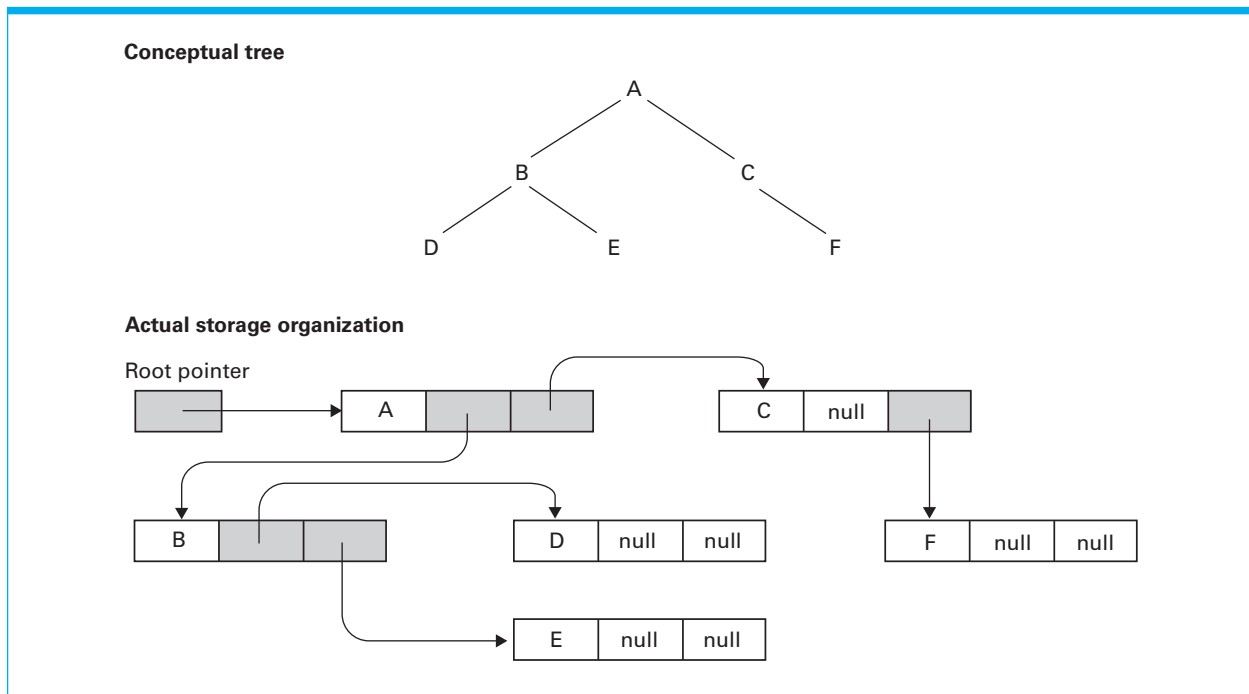 Conceptual tree
A
B C
D E F
Actual storage organization
Root pointer
A C null
B D null null F null null
E null null